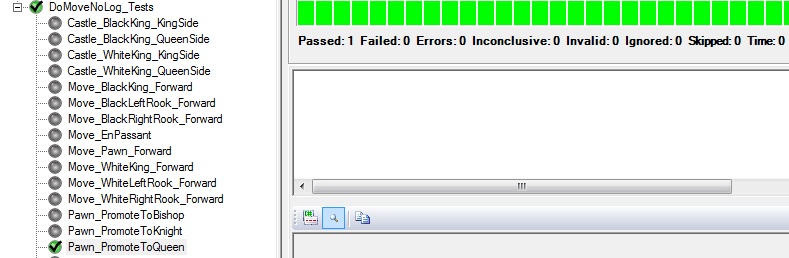 DoMoveNoLog_Tests
Castle_BlackKing_KingSide
Castle_BlackKing_QueenSide
Castle_WhiteKing_KingSide
Castle_WhiteKing_QueenSide
Move_BlackKing_Forward
Move_BlackLeftRook_Forward
Move_BlackRightRook_Forward
Move_EnPassant
Move_Pawn_Forward
Move_WhiteKing_Forward
Move_WhiteLeftRook_Forward
Move_WhiteRightRook_Forward
Pawn_PromoteToBishop
Pawn_PromoteToKnight
Pawn_PromoteToQueen
Passed: 1 Failed: 0 Errors: 0 Inconclusive: 0 Invalid: 0 Ignored: 0 Skipped: 0 Time: 0